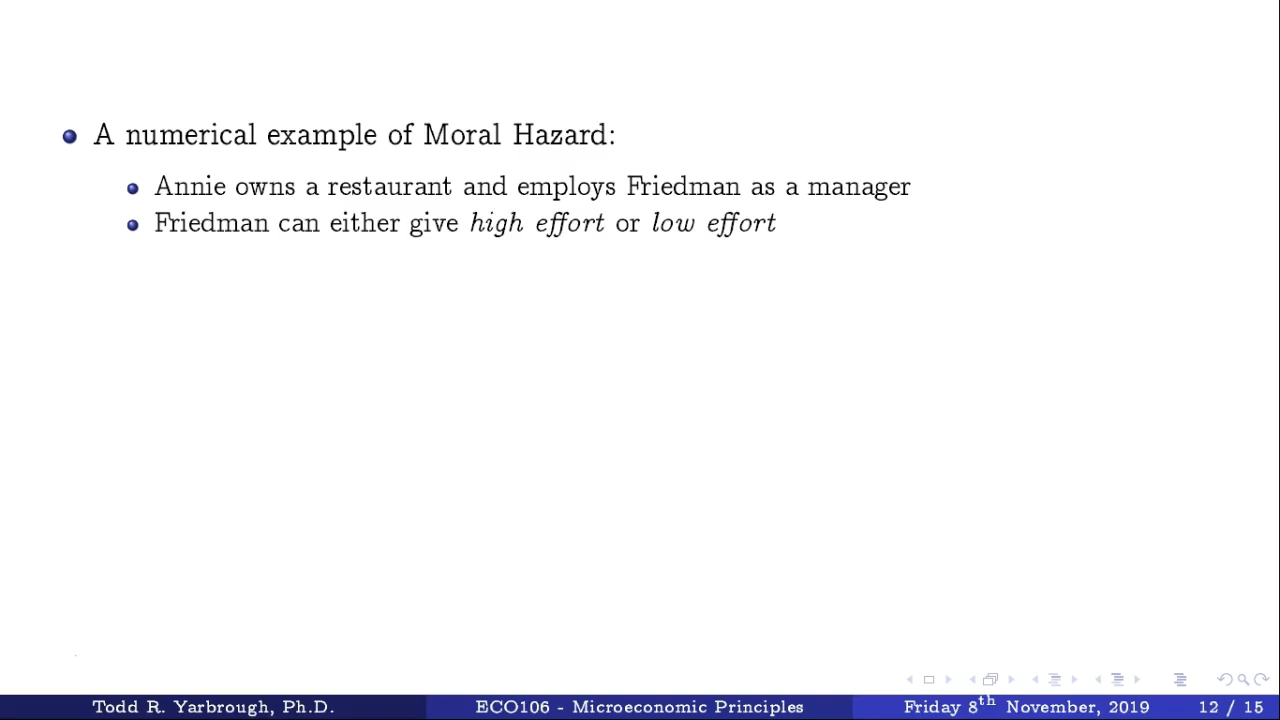 A numerical example of Moral Hazard:
Annie owns a restaurant and employs Friedman as a manager
Friedman can either give high effort or low effort
Todd R. Yarbrough, Ph.D. ECO106 - Microeconomic Principles Friday 8th November, 2019 12 / 15